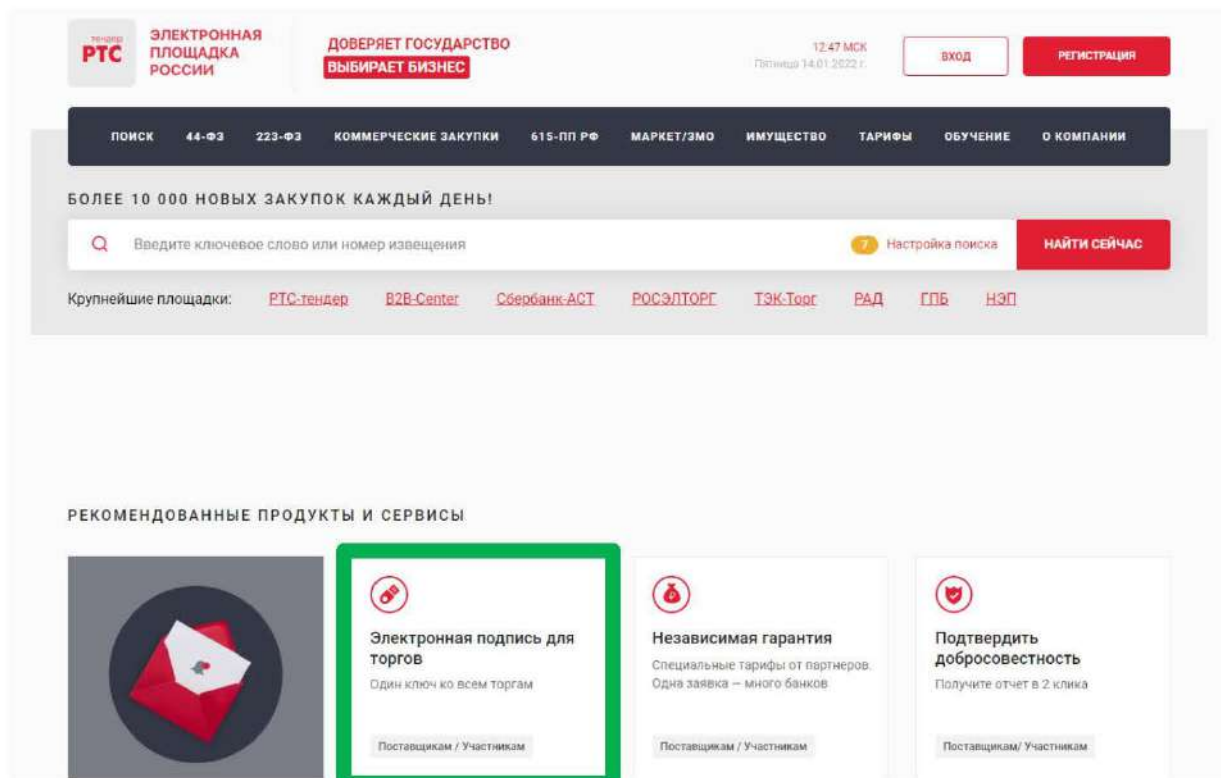 тендер
РТС
ЭЛЕКТРОННАЯ
ПЛОЩАДКА
РОССИИ
ДОВЕРЯЕТ ГОСУДАРСТВО
ВЫБИРАЕТ БИЗНЕС
12:47 МСК
Пятница 14.01.2022 г.
ВХОД
РЕГИСТРАЦИЯ
ПОИСК 44-ФЗ 223-ФЗ КОММЕРЧЕСКИЕ ЗАКУПКИ 615-ПП РФ МАРКЕТ/ЗМО ИМУЩЕСТВО ТАРИФЫ ОБУЧЕНИЕ О КОМПАНИИ
БОЛЕЕ 10 000 НОВЫХ ЗАКУПОК КАЖДЫЙ ДЕНЬ!
Введите ключевое слово или номер извещения 7 Настройка поиска НАЙТИ СЕЙЧАС
Крупнейшие площадки: РТС-тендер B2B-Center Сбербанк-АСТ РОСЭЛТОРГ ТЭК-Торг РАД ГПБ НЭП
РЕКОМЕНДОВАННЫЕ ПРОДУКТЫ И СЕРВИСЫ
Электронная подпись для
торгов
Один ключ ко всем торгам
Поставщикам / Участникам
Независимая гарантия
Специальные тарифы от партнеров.
Одна заявка — много банков
Поставщикам / Участникам
Подтвердить
добросовестность
Получите отчет в 2 клика
Поставщикам/ Участникам